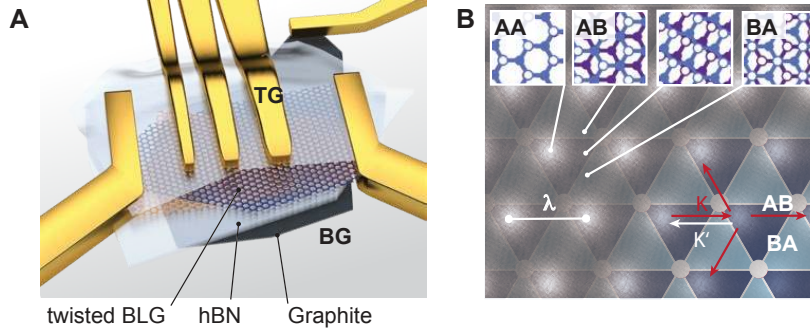 A
TG
BG
twisted BLG
hBN
Graphite
B
AA
AB
BA
λ
K
K′
AB
BA